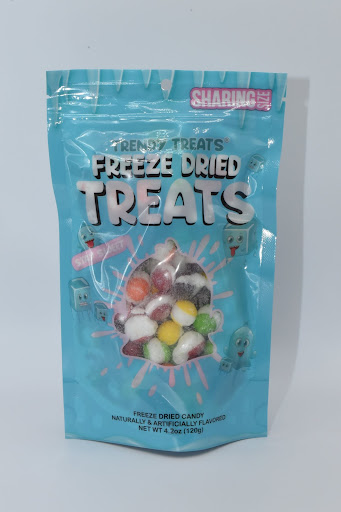 SHARING
SIZE
TRENDY TREATS®
FREEZE DRIED
TREATS
FREEZE DRIED CANDY
NATURALLY & ARTIFICIALLY FLAVORED
NET WT 4.2oz (120g)